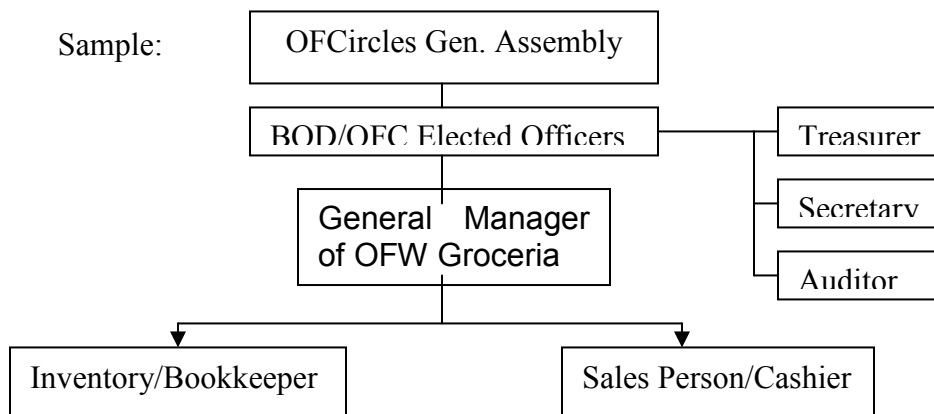 Sample:
OFCircles Gen. Assembly
BOD/OFC Elected Officers
Treasurer
General Manager
of OFW Groceria
Secretary
Auditor
Inventory/Bookkeeper
Sales Person/Cashier